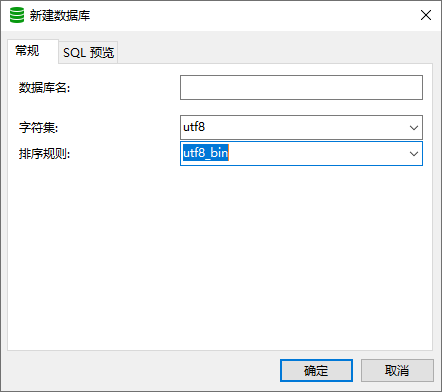 新建数据库
常规
SQL 预览
数据库名:
字符集:
utf8
排序规则:
utf8_bin
确定
取消